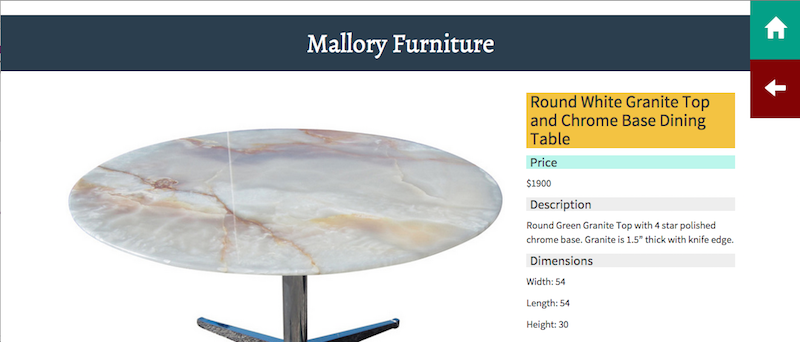 Mallory Furniture
Round White Granite Top
and Chrome Base Dining
Table
Price
$1900
Description
Round Green Granite Top with 4 star polished
chrome base. Granite is 1.5" thick with knife edge.
Dimensions
Width: 54
Length: 54
Height: 30